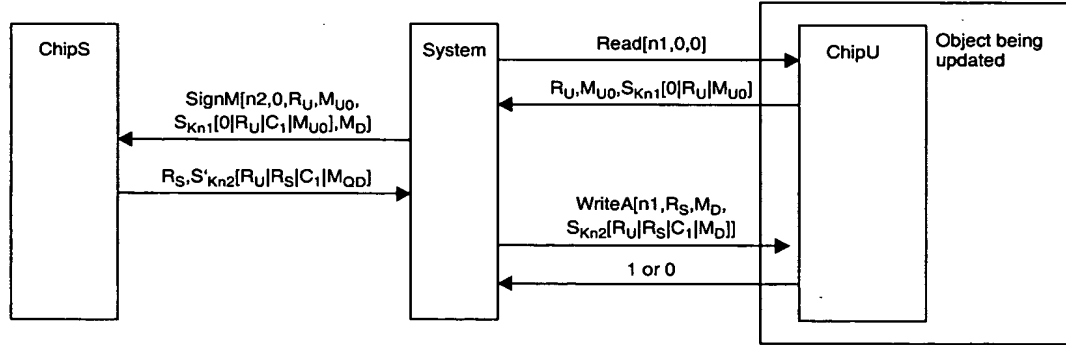 ChipS
System
ChipU
Object being
updated
Read[n1,0,0]
R_U,M_U0,S_Kn1[0|R_U|M_U0]
SignM[n2,0,R_U,M_U0,
S_Kn1[0|R_U|C_1|M_U0],M_D]
R_S,S'_Kn2[R_U|R_S|C_1|M_QD]
WriteA[n1,R_S,M_D,
S_Kn2[R_U|R_S|C_1|M_D]]
1 or 0